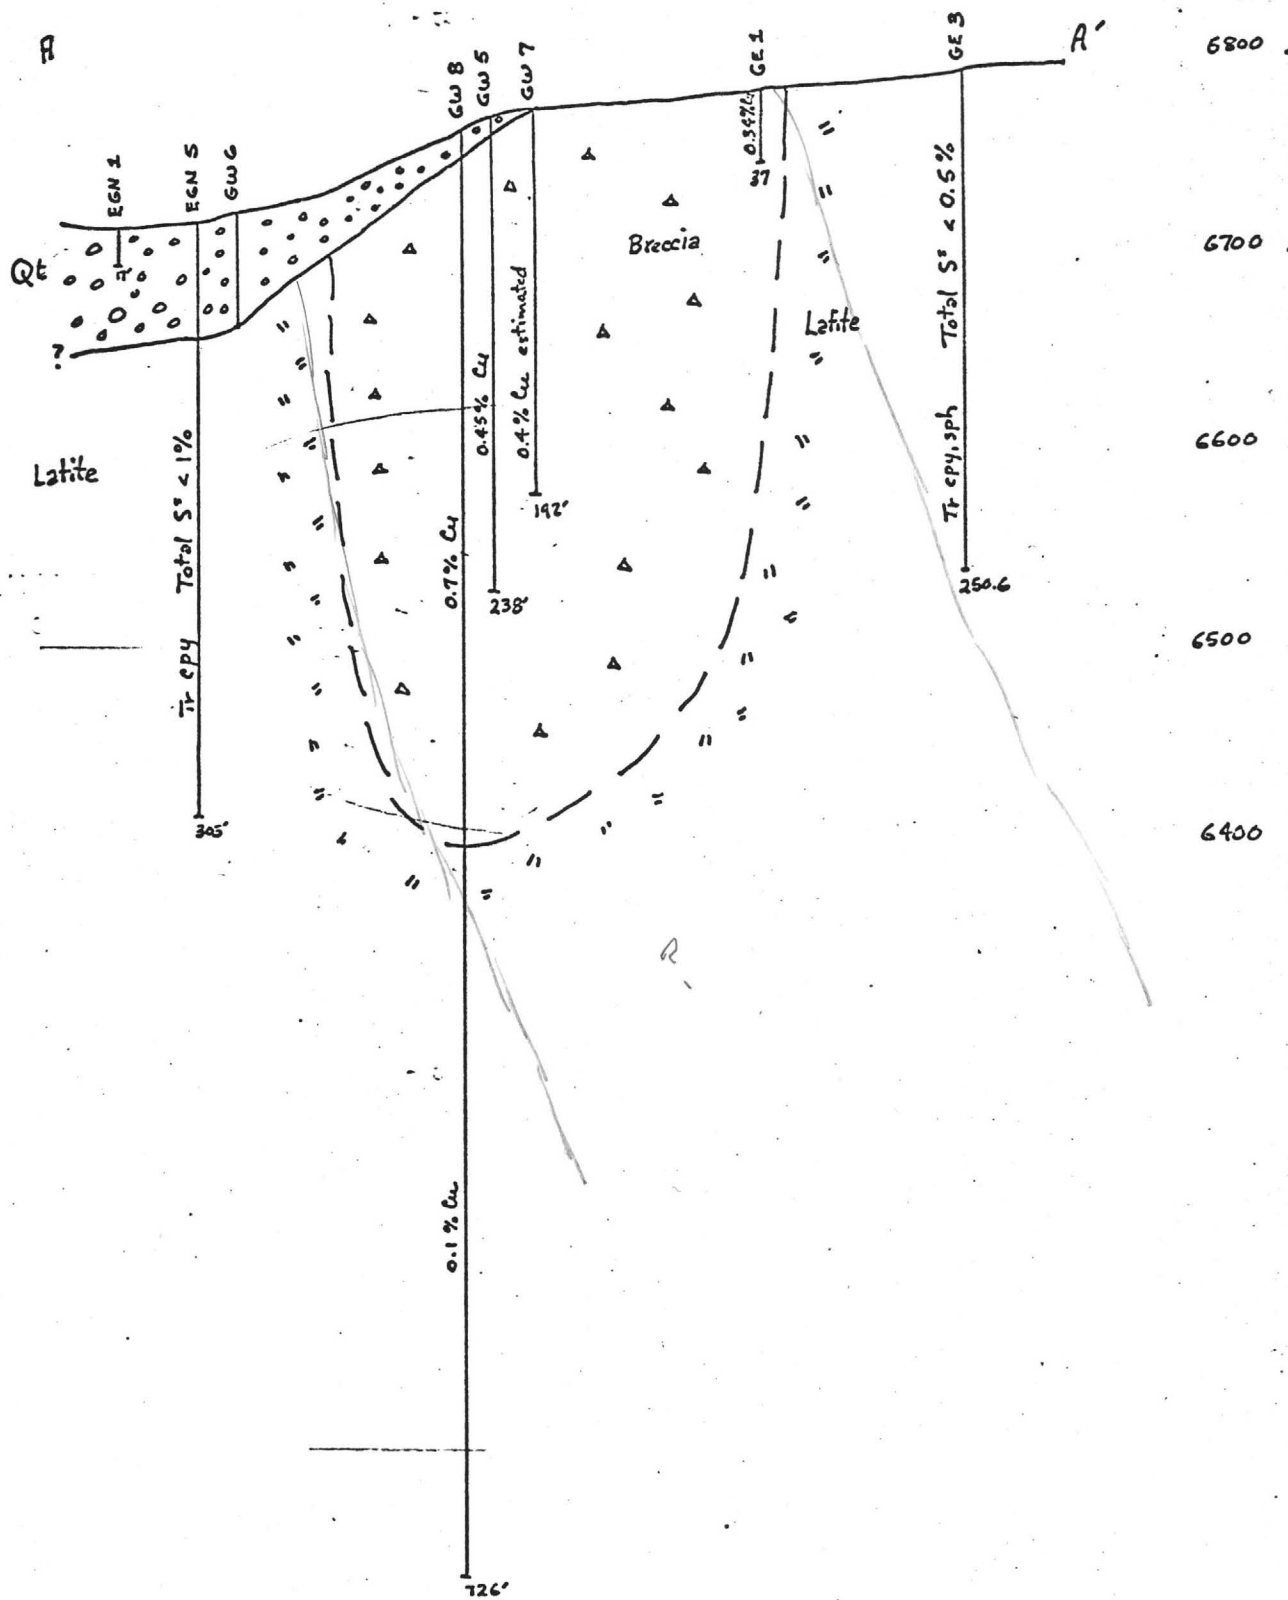 A
A'
6800
GW 8
GW 5
GW 7
GE 1
GE 3
EGN 1
EGN 5
GW 6
0.34% Cu
37
6700
Qt
Breccia
Latite
?
Latite
Tr cpy Total S= < 1%
0.7% Cu
0.45% Cu
0.4% Cu estimated
Tr cpy, sph Total S= < 0.5%
6600
192'
238'
250.6
6500
305'
6400
0.1% Cu
726'